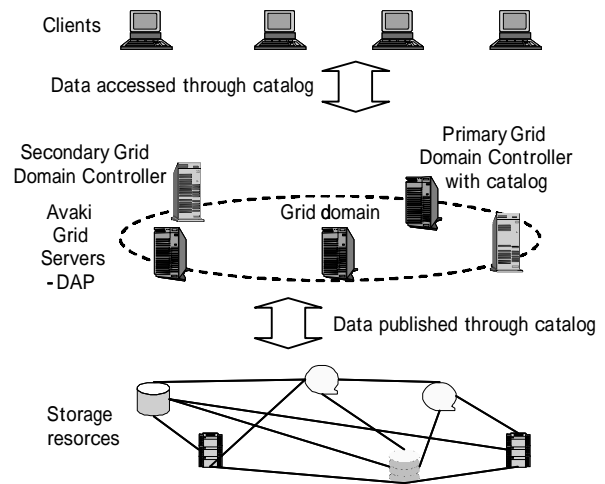 Clients
Data accessed through catalog
Secondary Grid
Domain Controller
Primary Grid
Domain Controller
with catalog
Avaki
Grid
Servers
-DAP
Grid domain
Data published through catalog
Storage
resorces